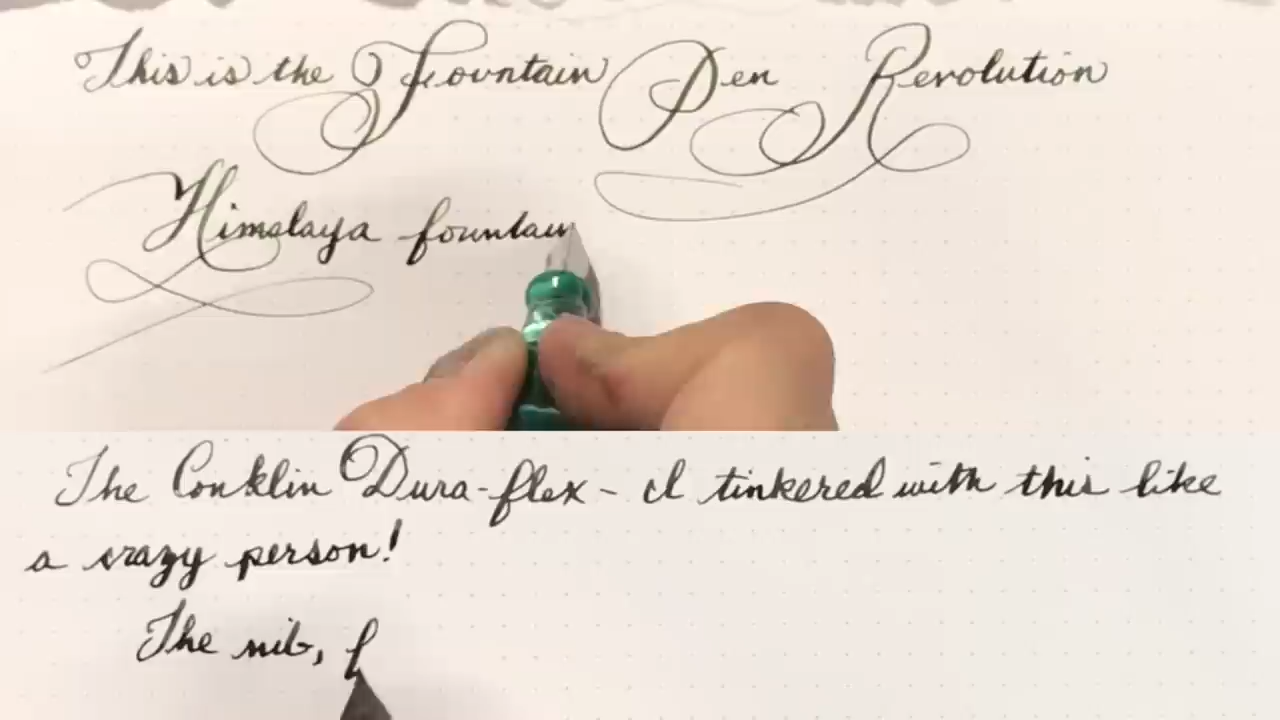 This is the Fountain Pen Revolution
Himalaya fountain
The Conklin Dura-flex - I tinkered with this like
a crazy person!
The nib, f